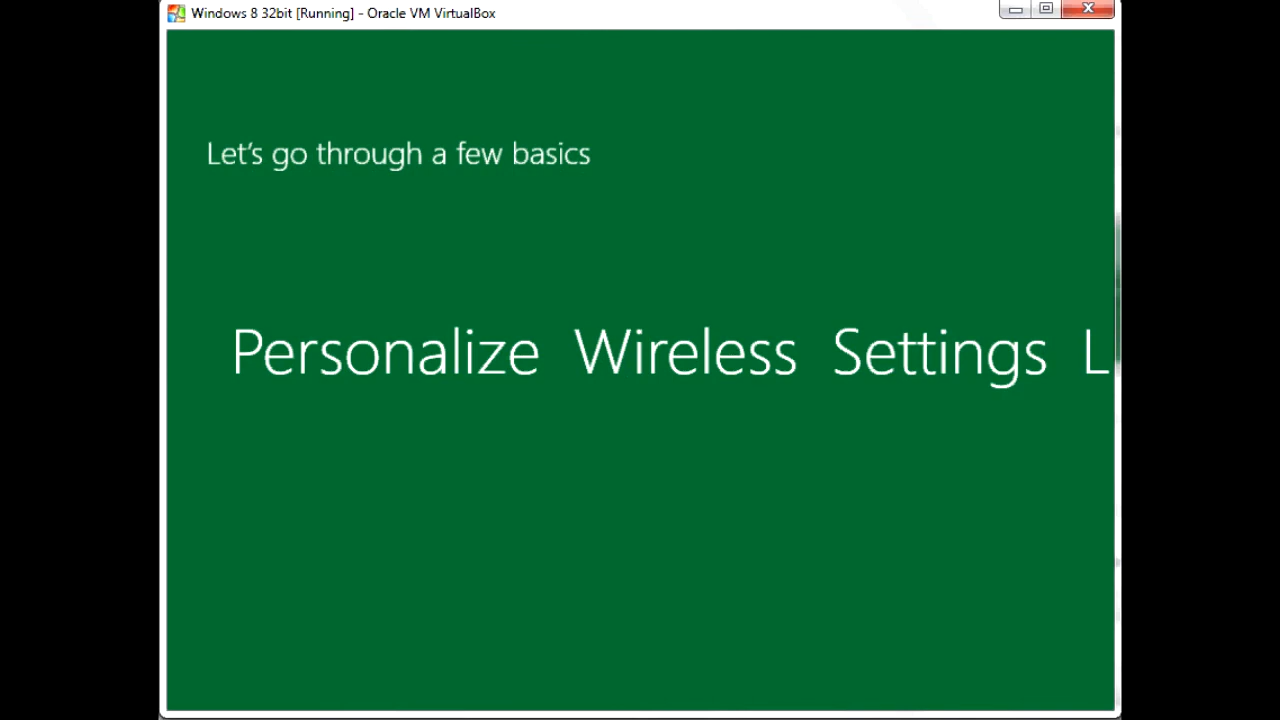 Windows 8 32bit [Running] - Oracle VM VirtualBox
Let's go through a few basics
Personalize Wireless Settings L